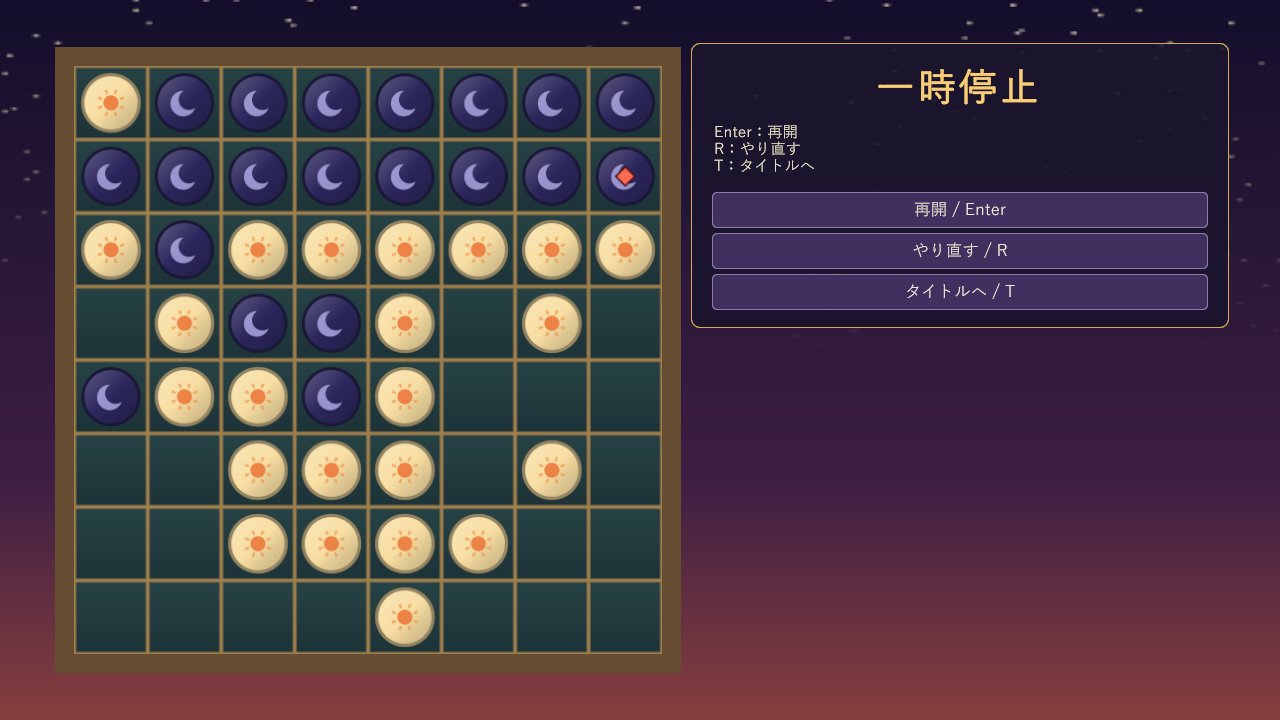 一時停止
Enter：再開
R：やり直す
T：タイトルへ
再開 / Enter
やり直す / R
タイトルへ / T